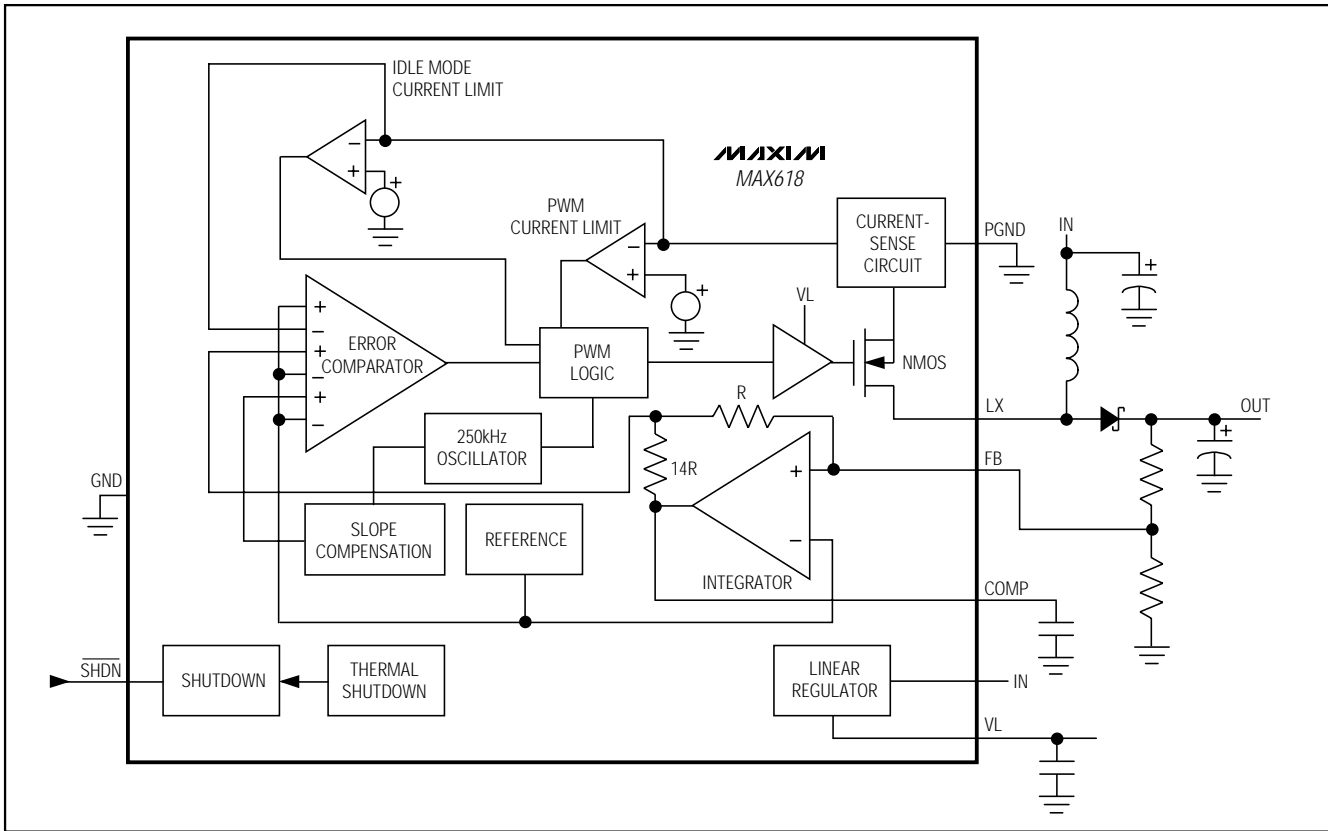 IDLE MODE
CURRENT LIMIT
−
+
+
MAXIM
MAX618
PWM
CURRENT LIMIT
−
+
+
CURRENT-
SENSE
CIRCUIT
PGND
IN
+
VL
+
−
+
−
+
−
ERROR
COMPARATOR
PWM
LOGIC
NMOS
R
LX
OUT
+
250kHz
OSCILLATOR
14R
+
−
FB
GND
SLOPE
COMPENSATION
REFERENCE
INTEGRATOR
COMP
SHDN
SHUTDOWN
THERMAL
SHUTDOWN
LINEAR
REGULATOR
IN
VL